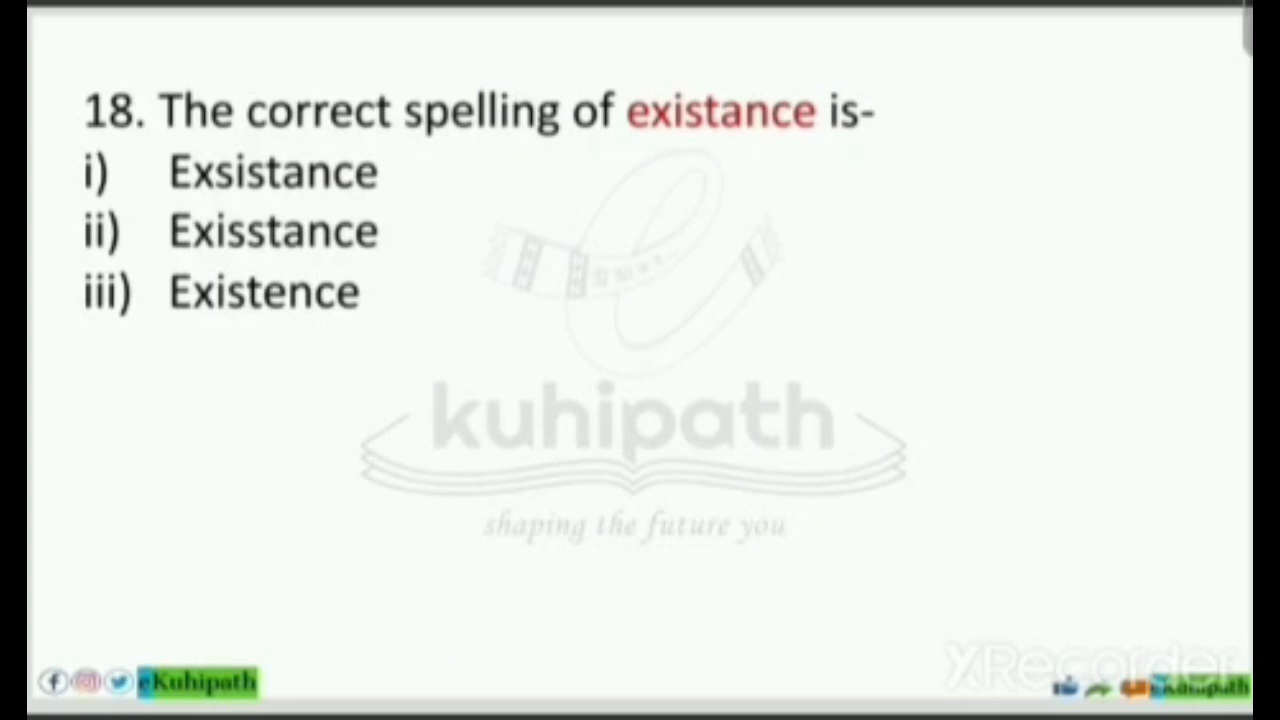 18. The correct spelling of existance is-
i) Exsistance
ii) Exisstance
iii) Existence
kuhipath
shaping the future you
XRecorder
eKuhipath
eKuhipath